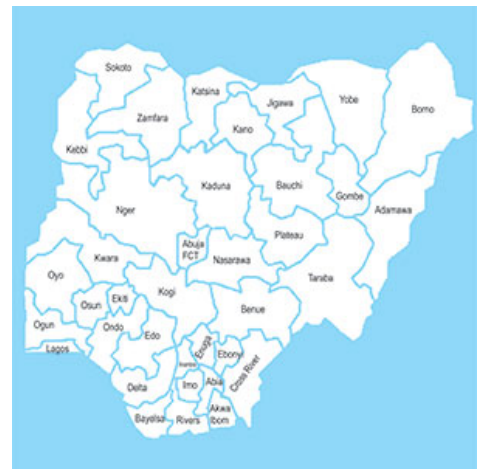 Sokoto
Katsina
Jigawa
Yobe
Borno
Zamfara
Kano
Kebbi
Kaduna
Bauchi
Gombe
Nger
Adamawa
Plateau
Abuja
FCT
Kwara
Nasarawa
Oyo
Taraba
Kogi
Osun
Ekiti
Benue
Ogun
Ondo
Edo
Lagos
Enugu
Ebonyi
Cross River
Delta
Imo
Abia
Bayelsa
Rivers
Akwa
Ibom